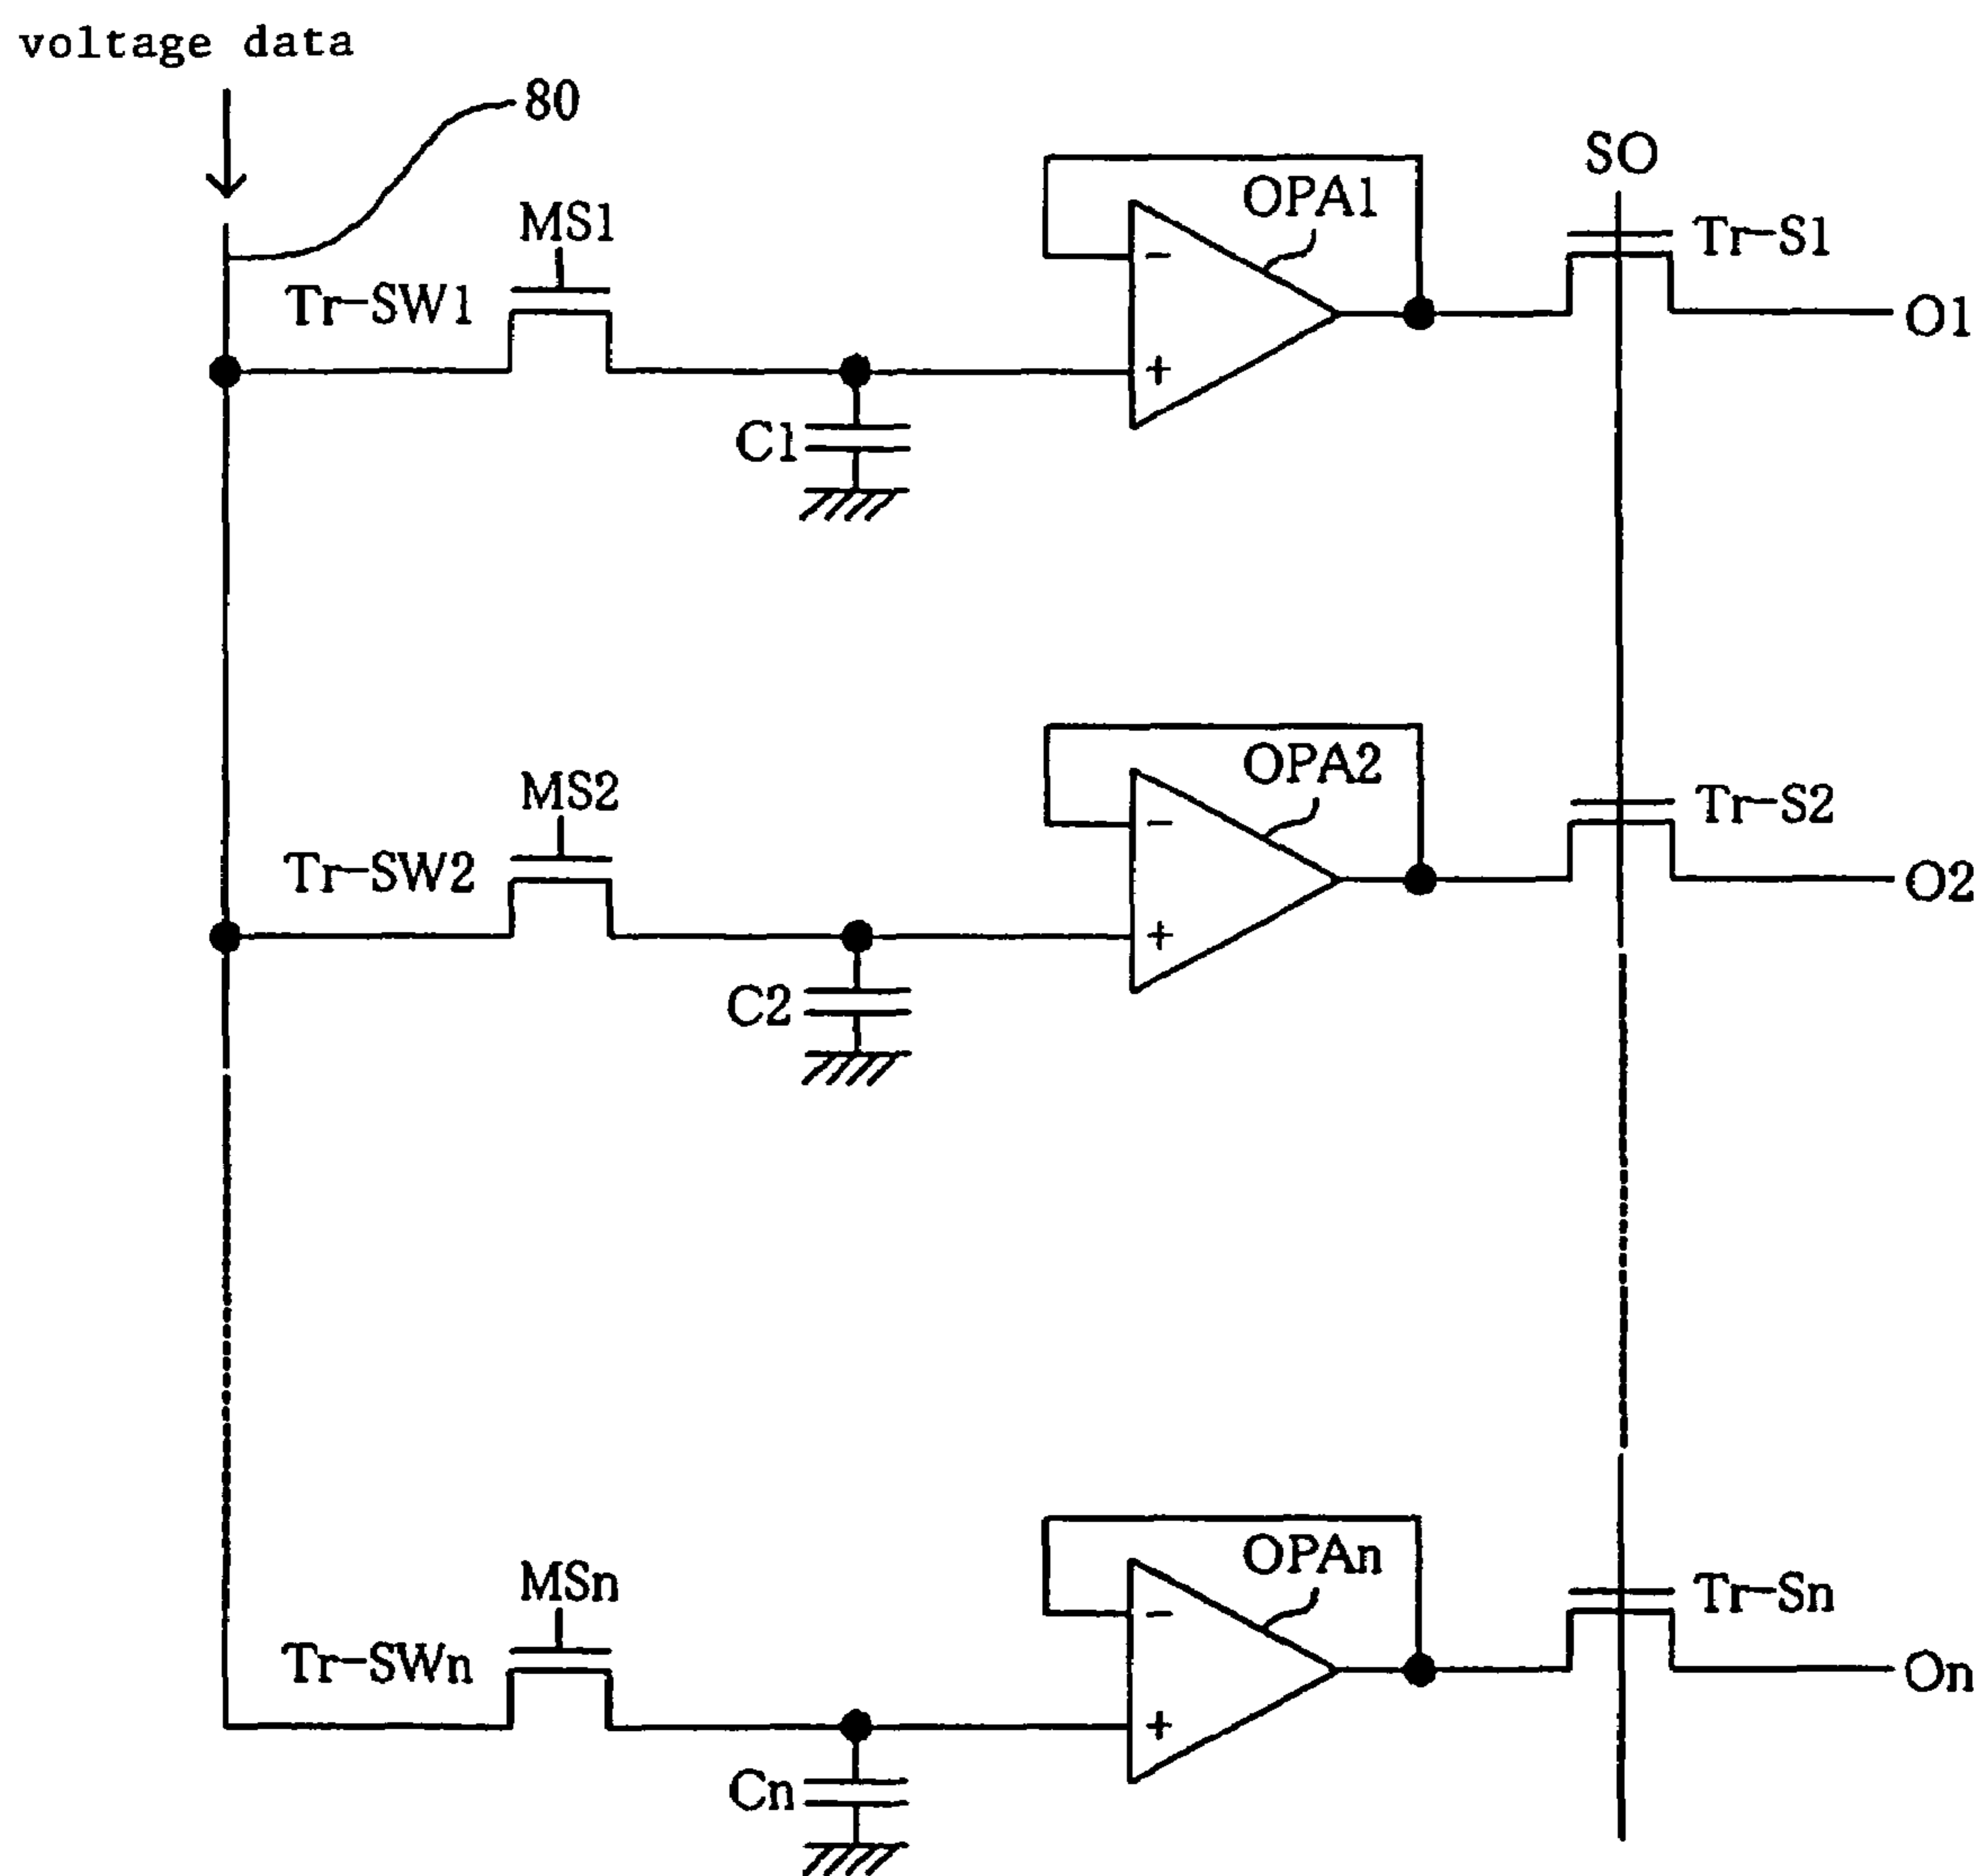 voltage data
80
SO
MS1
OPA1
Tr-S1
Tr-SW1
-
O1
+
C1
MS2
OPA2
Tr-S2
Tr-SW2
-
O2
+
C2
MSn
OPAn
Tr-Sn
Tr-SWn
-
On
+
Cn